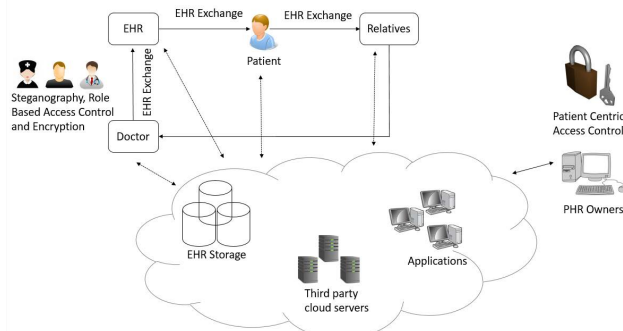 EHR Exchange
EHR Exchange
EHR
Relatives
Patient
EHR Exchange
Steganography, Role
Based Access Control
and Encryption
Patient Centric
Access Control
Doctor
PHR Owners
EHR Storage
Applications
Third party
cloud servers